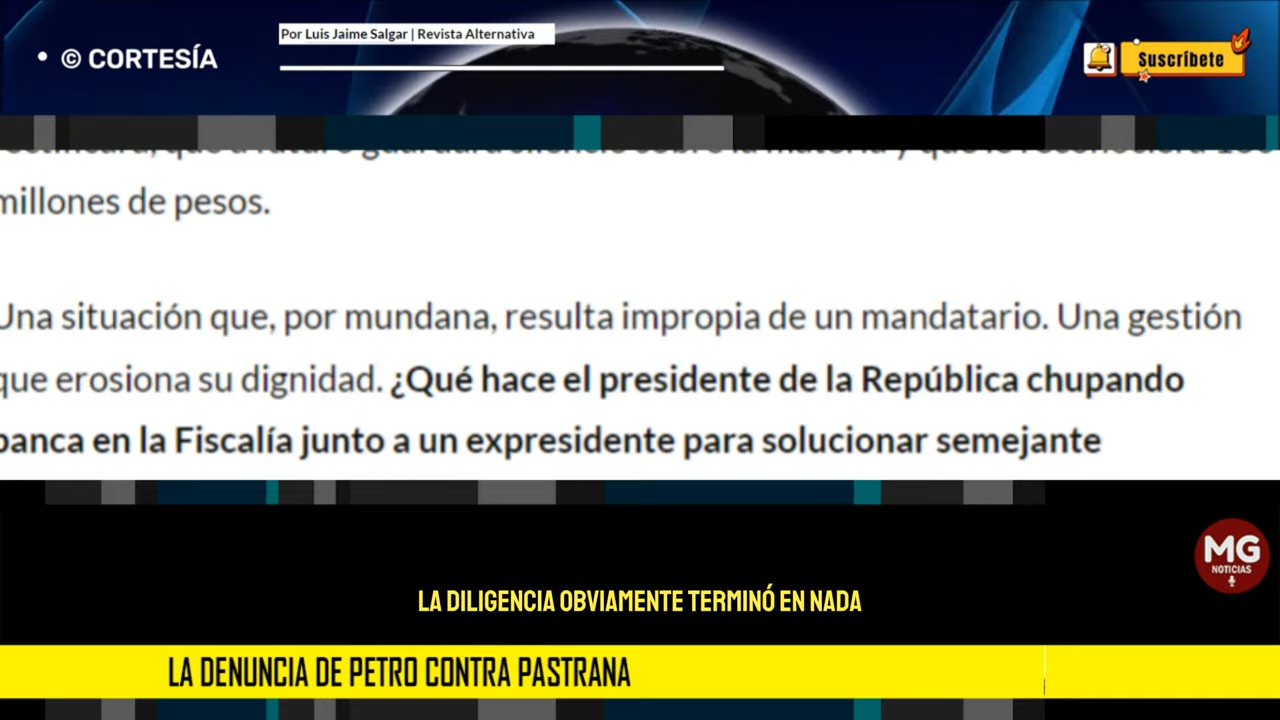 Por Luis Jaime Salgar | Revista Alternativa
• © CORTESÍA
Suscríbete
millones de pesos.
Una situación que, por mundana, resulta impropia de un mandatario. Una gestión
que erosiona su dignidad. ¿Qué hace el presidente de la República chupando
banca en la Fiscalía junto a un expresidente para solucionar semejante
MG
NOTICIAS
LA DILIGENCIA OBVIAMENTE TERMINÓ EN NADA
LA DENUNCIA DE PETRO CONTRA PASTRANA